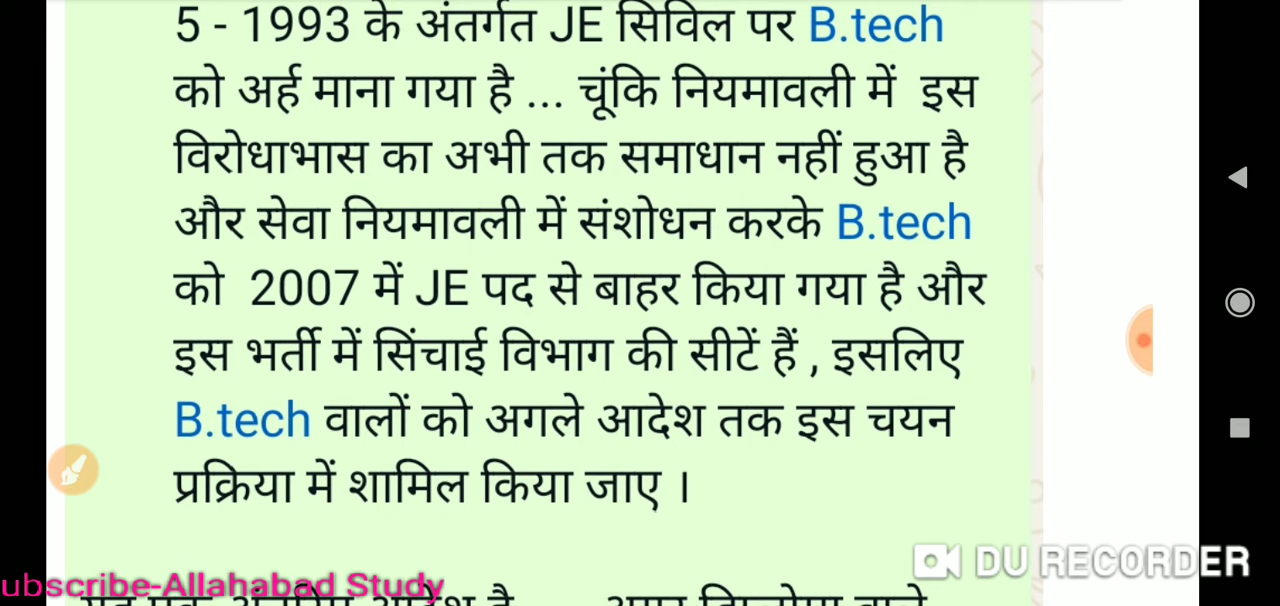 5 - 1993 के अंतर्गत JE सिविल पर B.tech
को अर्ह माना गया है ... चूंकि नियमावली में इस
विरोधाभास का अभी तक समाधान नहीं हुआ है
और सेवा नियमावली में संशोधन करके B.tech
को 2007 में JE पद से बाहर किया गया है और
इस भर्ती में सिंचाई विभाग की सीटें हैं , इसलिए
B.tech वालों को अगले आदेश तक इस चयन
प्रक्रिया में शामिल किया जाए ।
DU RECORDER
ubscribe-Allahabad Study